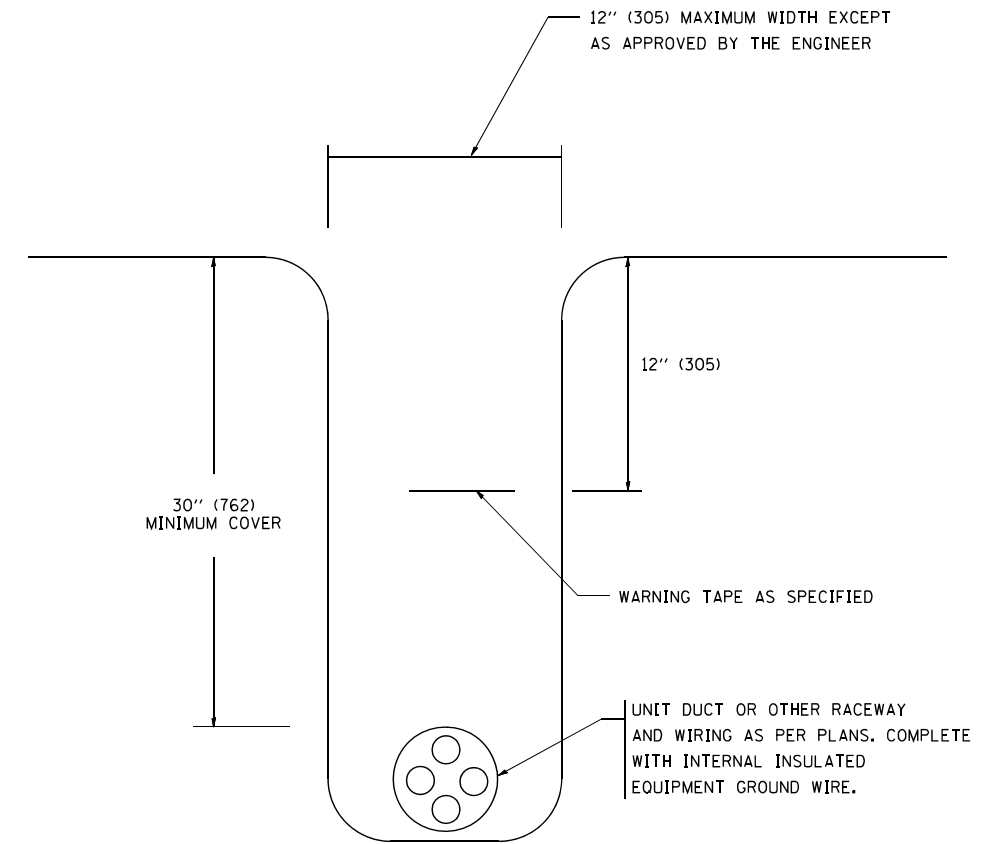 12" (305) MAXIMUM WIDTH EXCEPT
AS APPROVED BY THE ENGINEER
12" (305)
30" (762)
MINIMUM COVER
WARNING TAPE AS SPECIFIED
UNIT DUCT OR OTHER RACEWAY
AND WIRING AS PER PLANS. COMPLETE
WITH INTERNAL INSULATED
EQUIPMENT GROUND WIRE.